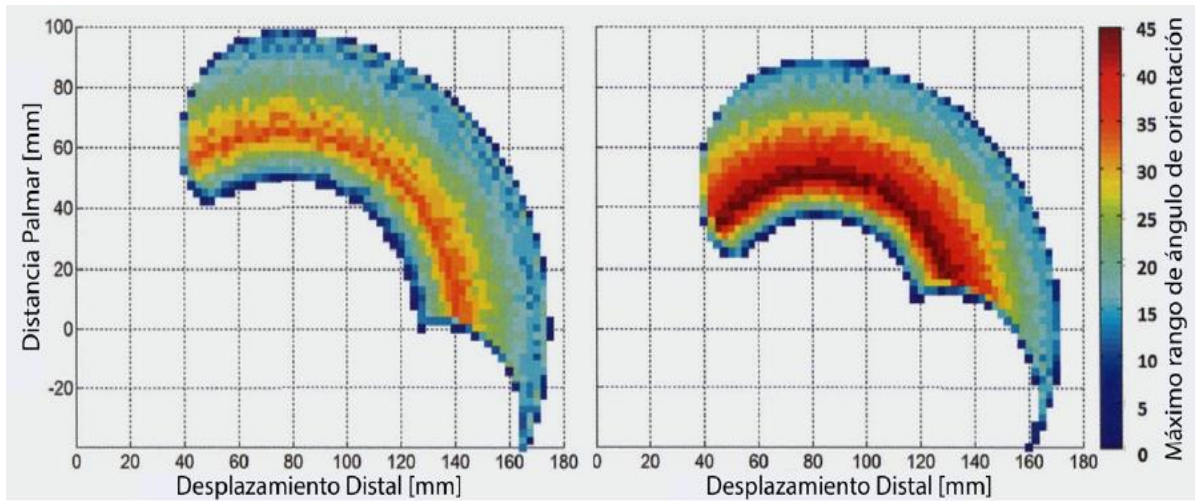 100
80
60
40
20
0
-20
Distancia Palmar [mm]
0 20 40 60 80 100 120 140 160 180
Desplazamiento Distal [mm]
0 20 40 60 80 100 120 140 160 180
Desplazamiento Distal [mm]
45
40
35
30
25
20
15
10
5
0
Máximo rango de ángulo de orientación